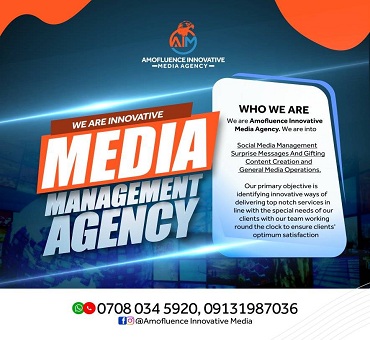 AIM
AMOFLUENCE INNOVATIVE
—MEDIA AGENCY—
WE ARE INNOVATIVE
MEDIA
MANAGEMENT
AGENCY
WHO WE ARE
We are Amofluence Innovative
Media Agency. We are into
Social Media Management
Surprise Messages And Gifting
Content Creation and
General Media Operations.
Our primary objective is
identifying innovative ways of
delivering top notch services in
line with the special needs of our
clients with our team working
round the clock to ensure clients'
optimum satisfaction
0708 034 5920, 09131987036
@Amofluence Innovative Media